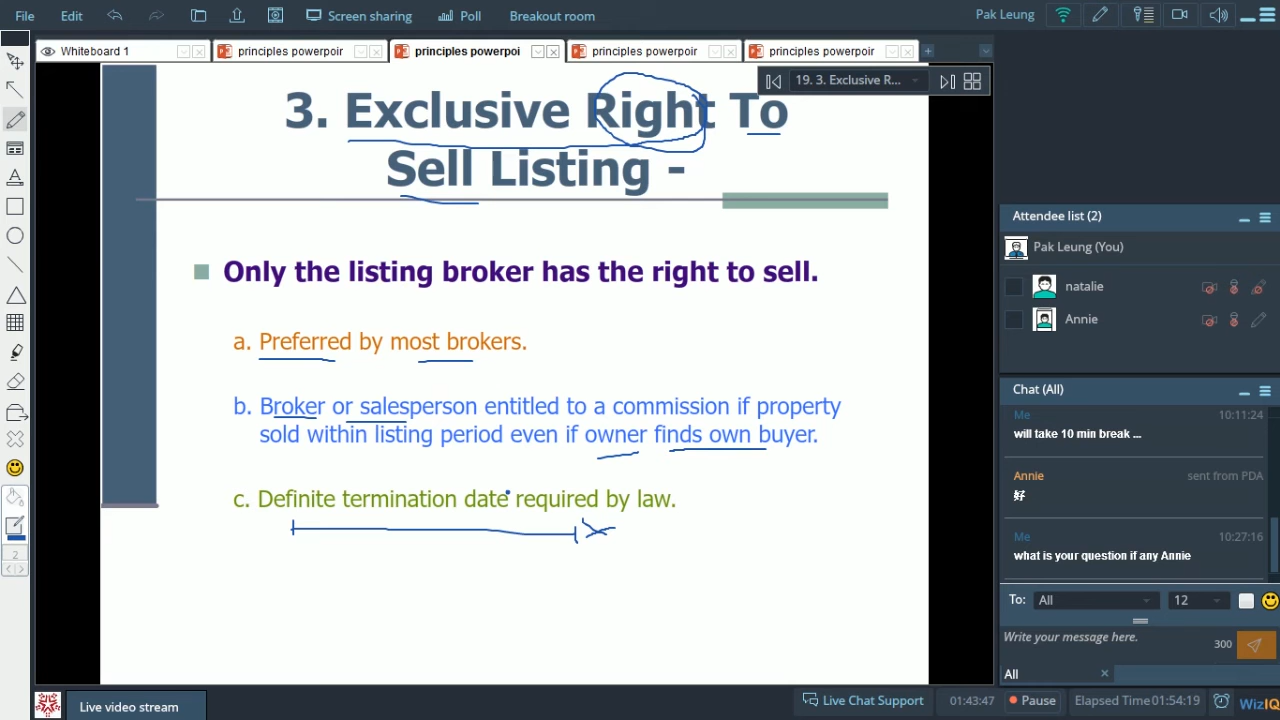 File Edit Screen sharing Poll Breakout room Pak Leung
Whiteboard 1 principles powerpoir principles powerpoi principles powerpoir principles powerpoir
19. 3. Exclusive R...
3. Exclusive Right To
Sell Listing -
Only the listing broker has the right to sell.
a. Preferred by most brokers.
b. Broker or salesperson entitled to a commission if property
sold within listing period even if owner finds own buyer.
c. Definite termination date required by law.
2
Attendee list (2)
Pak Leung (You)
natalie
Annie
Chat (All)
Me 10:11:24
will take 10 min break ...
Annie sent from PDA
好
Me 10:27:16
what is your question if any Annie
To: All 12
Write your message here. 300
All
Live video stream
Live Chat Support 01:43:47 Pause Elapsed Time 01:54:19 WizIQ